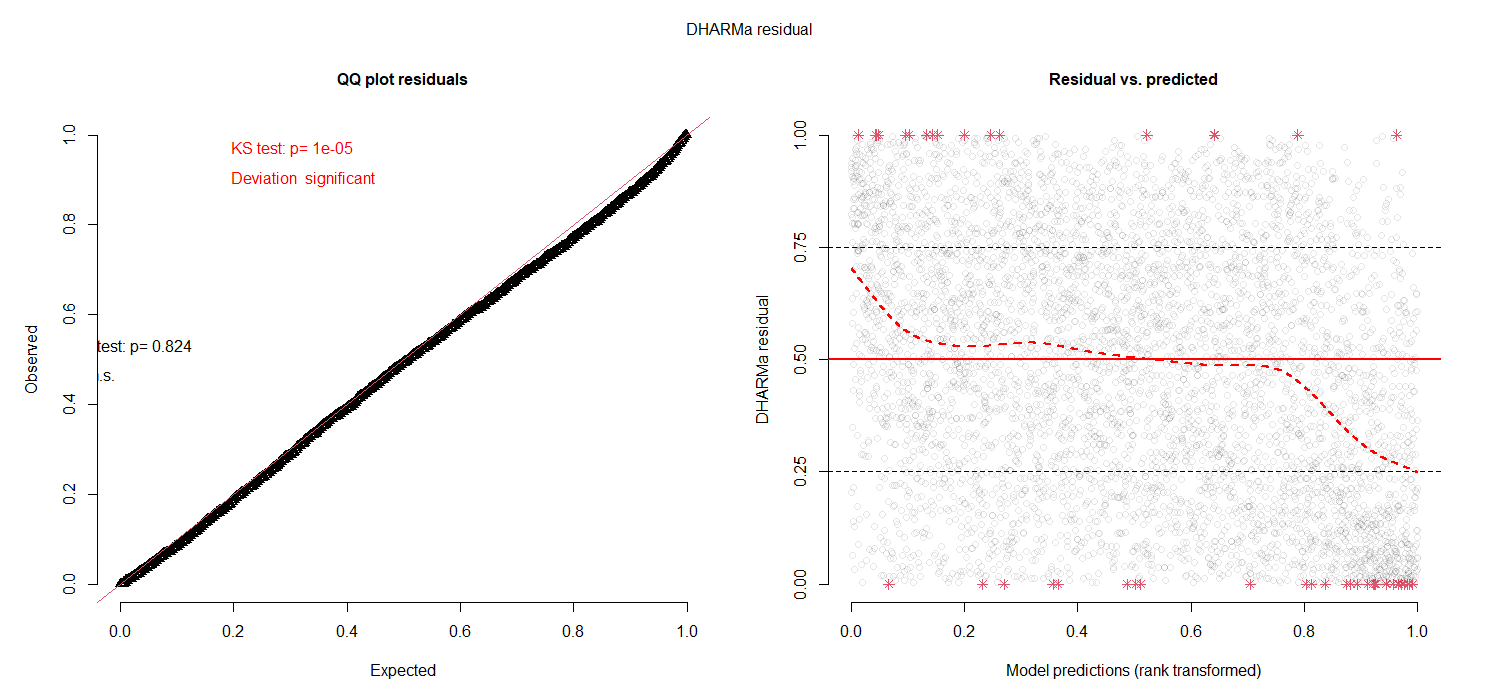 DHARMa residual
QQ plot residuals
KS test: p= 1e-05
Deviation  significant
test: p= 0.824
.s.
Observed
0.0 0.2 0.4 0.6 0.8 1.0
0.0 0.2 0.4 0.6 0.8 1.0
Expected
Residual vs. predicted
DHARMa residual
0.00 0.25 0.50 0.75 1.00
0.0 0.2 0.4 0.6 0.8 1.0
Model predictions (rank transformed)